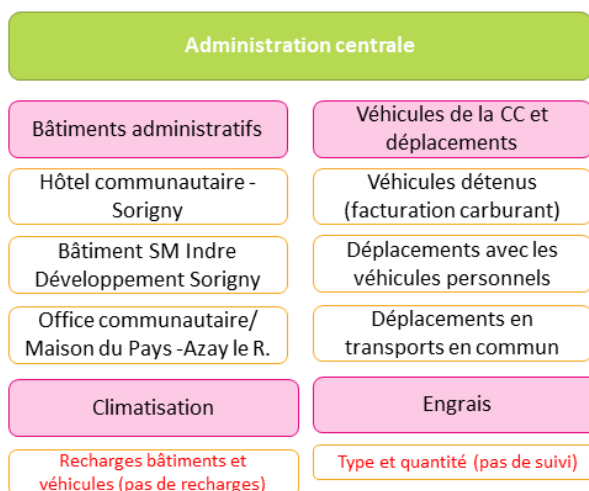 Administration centrale
Bâtiments administratifs
Hôtel communautaire -
Sorigny
Bâtiment SM Indre
Développement Sorigny
Office communautaire/
Maison du Pays -Azay le R.
Climatisation
Recharges bâtiments et
véhicules (pas de recharges)
Véhicules de la CC et
déplacements
Véhicules détenus
(facturation carburant)
Déplacements avec les
véhicules personnels
Déplacements en
transports en commun
Engrais
Type et quantité (pas de suivi)